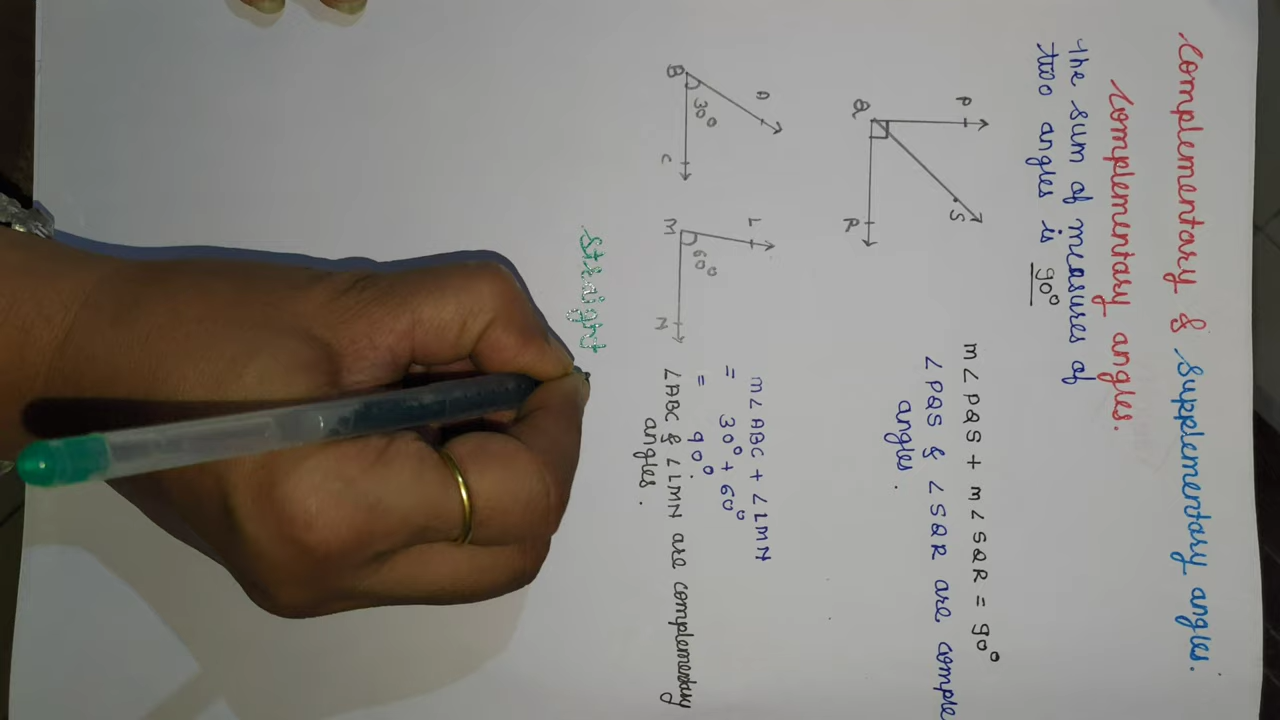 Complementary & supplementary angles.
Complementary angles.
The sum of measures of
two angles is 90°
P
S
Q
R
m∠PQS + m∠SQR = 90°
∠PQS & ∠SQR are comple
angles.
A
B
30°
C
L
M
60°
N
m∠ABC + ∠LMN
= 30° + 60°
= 90°
∠ABC & ∠LMN are complementary
angles.
Straight